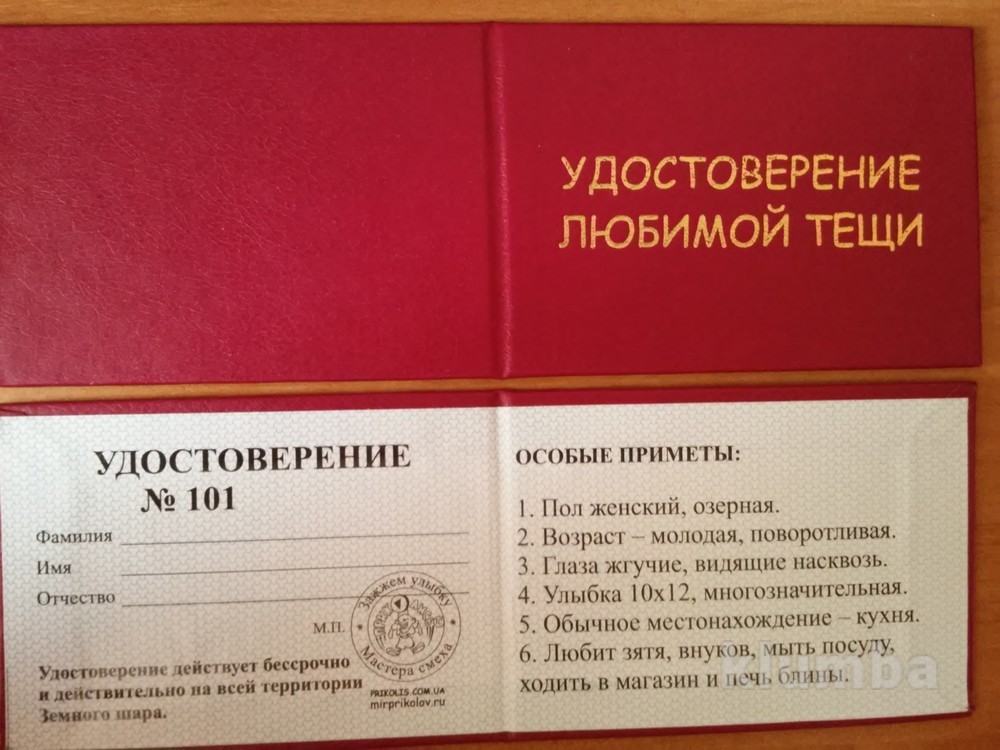 УДОСТОВЕРЕНИЕ
ЛЮБИМОЙ ТЕЩИ
УДОСТОВЕРЕНИЕ
№ 101
Фамилия
Имя
Отчество
М.П.
Зажжем улыбку
Мастера смеха
PRIKOLIS.COM.UA
mirprikolov.ru
Удостоверение действует бессрочно
и действительно на всей территории
Земного шара.
ОСОБЫЕ ПРИМЕТЫ:
1. Пол женский, озерная.
2. Возраст – молодая, поворотливая.
3. Глаза жгучие, видящие насквозь.
4. Улыбка 10х12, многозначительная.
5. Обычное местонахождение – кухня.
6. Любит зятя, внуков, мыть посуду,
ходить в магазин и печь блины.
klumba